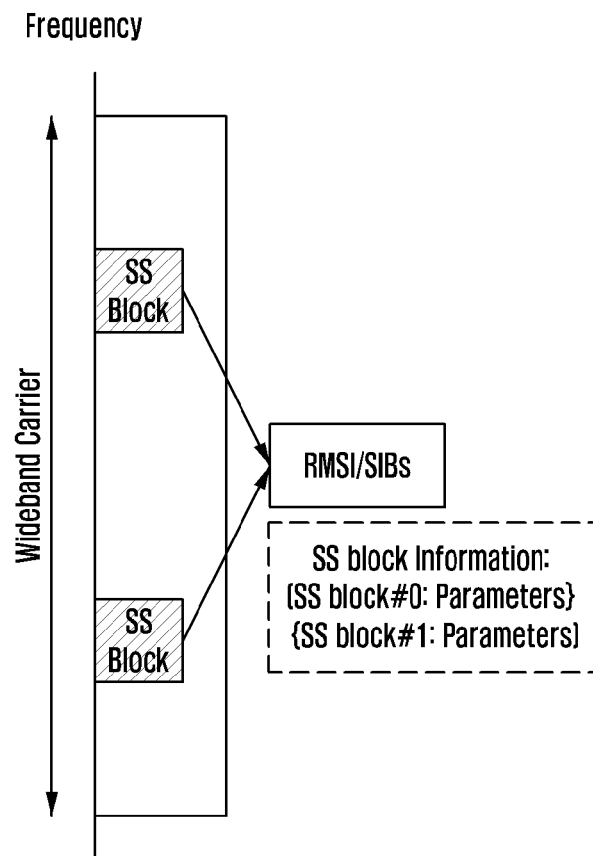 Frequency
SS
Block
Wideband Carrier
RMSI/SIBs
SS block Information:
{SS block#0: Parameters}
{SS block#1: Parameters}
SS
Block